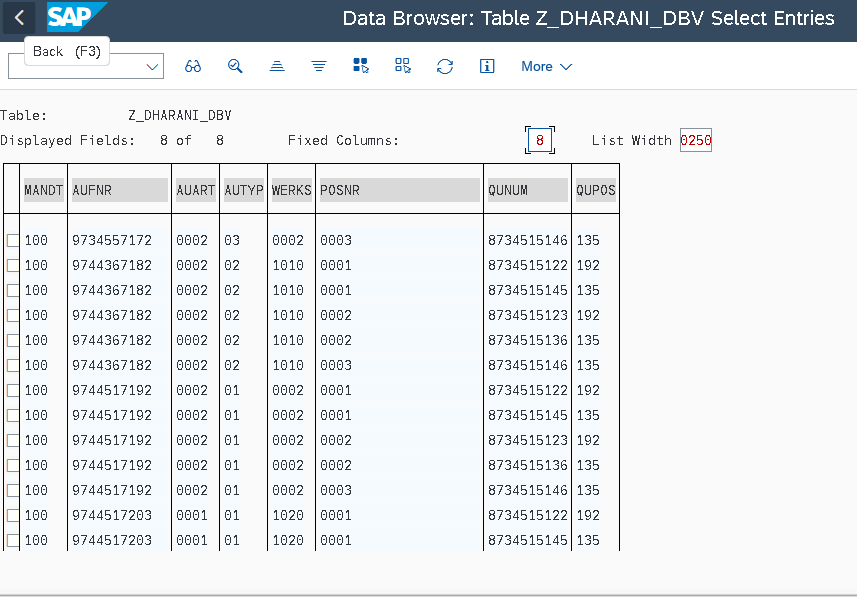 SAP
Data Browser: Table Z_DHARANI_DBV Select Entries
Back (F3)
More
Table: Z_DHARANI_DBV
Displayed Fields: 8 of 8 Fixed Columns: 8 List Width 0250
MANDT AUFNR AUART AUTYP WERKS POSNR QUNUM QUPOS
100 9734557172 0002 03 0002 0003 8734515146 135
100 9744367182 0002 02 1010 0001 8734515122 192
100 9744367182 0002 02 1010 0001 8734515145 135
100 9744367182 0002 02 1010 0002 8734515123 192
100 9744367182 0002 02 1010 0002 8734515136 135
100 9744367182 0002 02 1010 0003 8734515146 135
100 9744517192 0002 01 0002 0001 8734515122 192
100 9744517192 0002 01 0002 0001 8734515145 135
100 9744517192 0002 01 0002 0002 8734515123 192
100 9744517192 0002 01 0002 0002 8734515136 135
100 9744517192 0002 01 0002 0003 8734515146 135
100 9744517203 0001 01 1020 0001 8734515122 192
100 9744517203 0001 01 1020 0001 8734515145 135